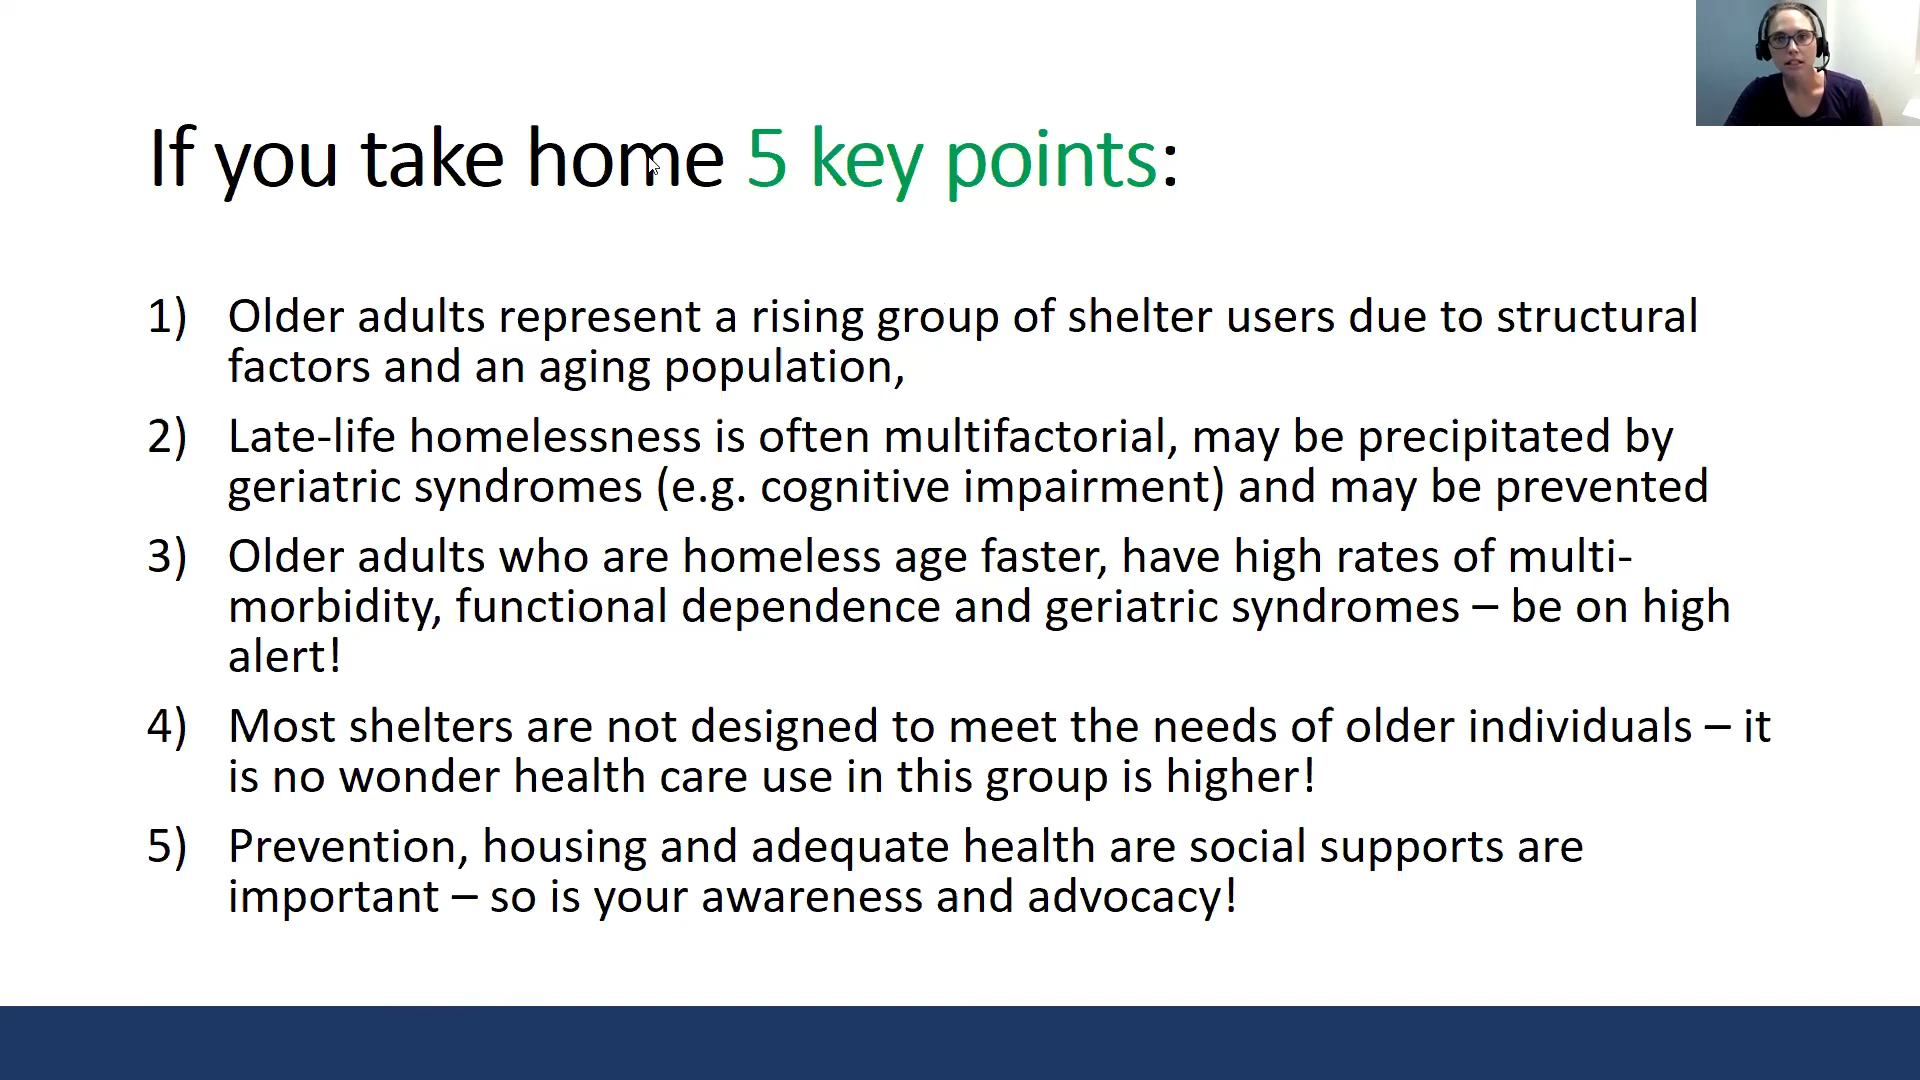 If you take home 5 key points:
1) Older adults represent a rising group of shelter users due to structural
factors and an aging population,
2) Late-life homelessness is often multifactorial, may be precipitated by
geriatric syndromes (e.g. cognitive impairment) and may be prevented
3) Older adults who are homeless age faster, have high rates of multi-
morbidity, functional dependence and geriatric syndromes – be on high
alert!
4) Most shelters are not designed to meet the needs of older individuals – it
is no wonder health care use in this group is higher!
5) Prevention, housing and adequate health are social supports are
important – so is your awareness and advocacy!